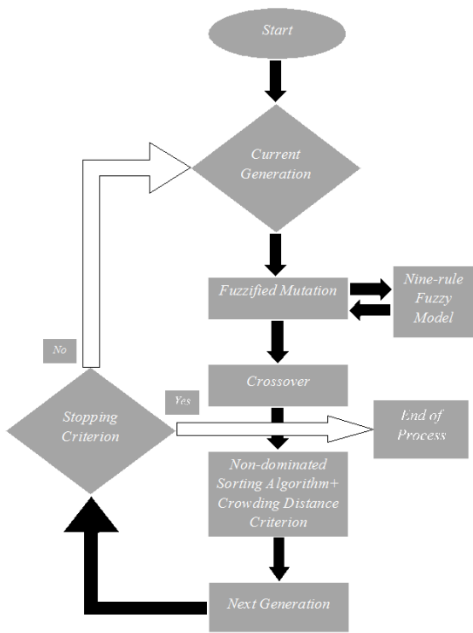 Start
Current
Generation
Fuzzified Mutation
Nine-rule
Fuzzy
Model
No
Crossover
Yes
Stopping
Criterion
End of
Process
Non-dominated
Sorting Algorithm+
Crowding Distance
Criterion
Next Generation